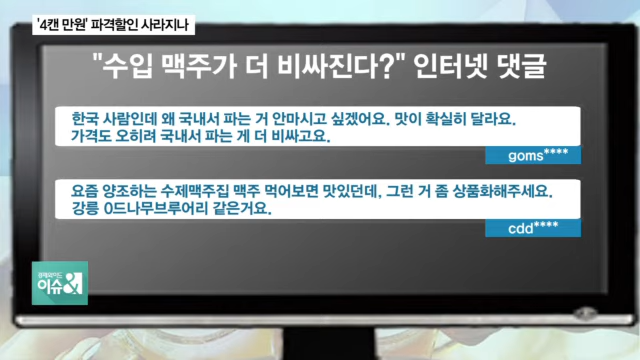 '4캔 만원' 파격할인 사라지나
"수입 맥주가 더 비싸진다?" 인터넷 댓글
한국 사람인데 왜 국내서 파는 거 안마시고 싶겠어요. 맛이 확실히 달라요.
가격도 오히려 국내서 파는 게 더 비싸고요.
goms****
요즘 양조하는 수제맥주집 맥주 먹어보면 맛있던데, 그런 거 좀 상품화해주세요.
강릉 0드나무브루어리 같은거요.
cdd****
경제와이드
이슈&